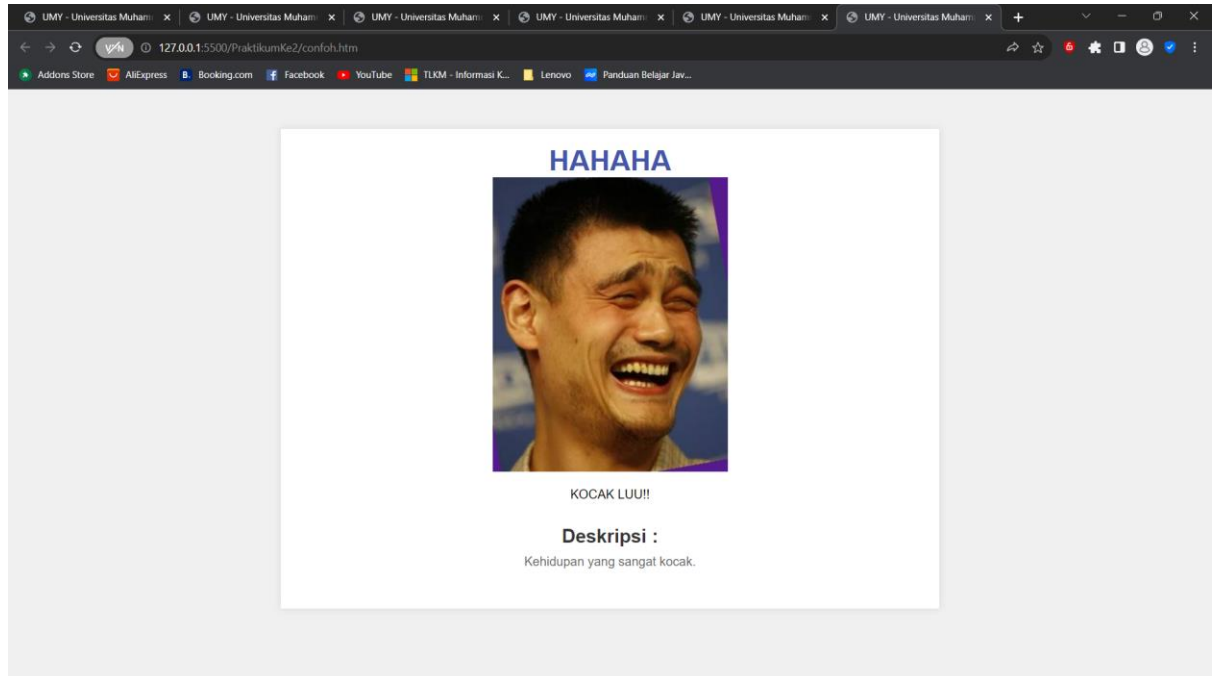 UMY - Universitas Muham
UMY - Universitas Muham
UMY - Universitas Muham
UMY - Universitas Muham
UMY - Universitas Muham
UMY - Universitas Muham
VPN
127.0.0.1:5500/PraktikumKe2/confoh.htm
Addons Store
AliExpress
B. Booking.com
Facebook
YouTube
TLKM - Informasi K...
Lenovo
Panduan Belajar Jav...
HAHAHA
KOCAK LUU!!
Deskripsi :
Kehidupan yang sangat kocak.